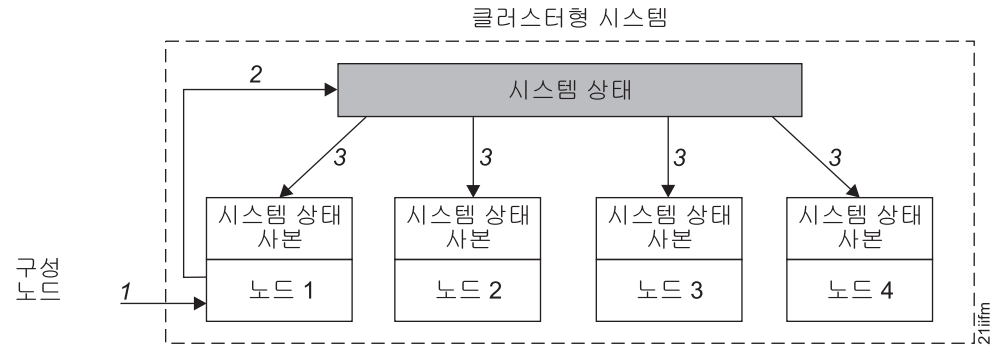 클러스터형 시스템
2
시스템 상태
3
3
3
3
시스템 상태
사본
시스템 상태
사본
시스템 상태
사본
시스템 상태
사본
구성
노드
1
노드 1
노드 2
노드 3
노드 4
21iifm